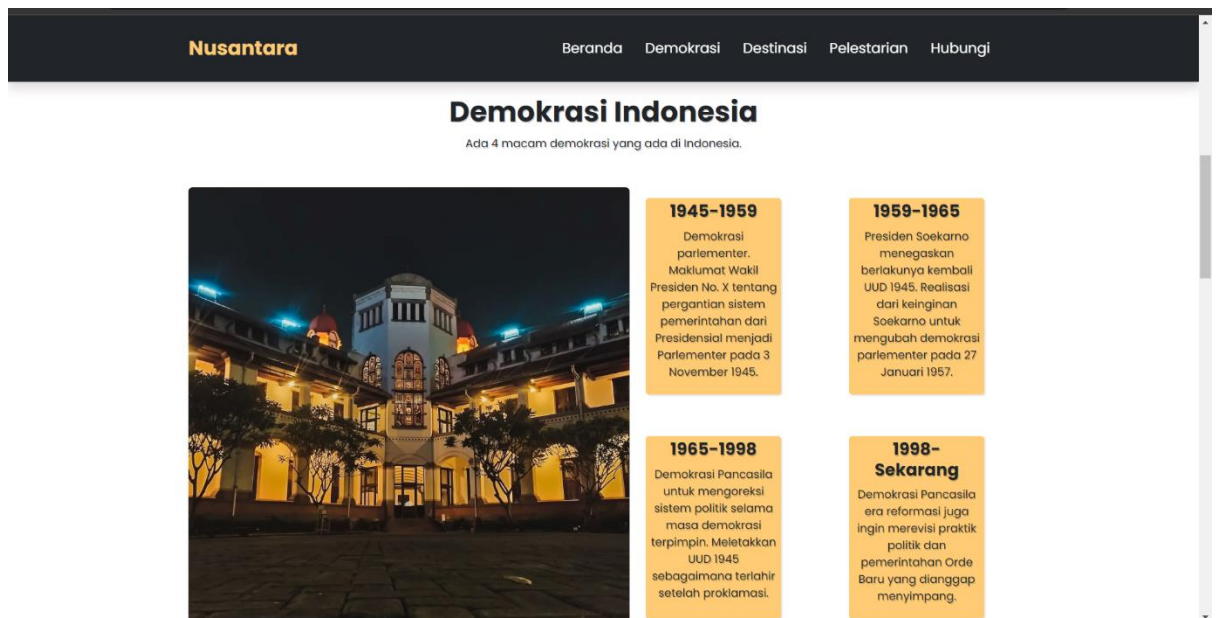 Nusantara
Beranda Demokrasi Destinasi Pelestarian Hubungi
Demokrasi Indonesia
Ada 4 macam demokrasi yang ada di Indonesia.
1945-1959
Demokrasi
parlementer.
Maklumat Wakil
Presiden No. X tentang
pergantian sistem
pemerintahan dari
Presidensial menjadi
Parlementer pada 3
November 1945.
1959-1965
Presiden Soekarno
menegaskan
berlakunya kembali
UUD 1945. Realisasi
dari keinginan
Soekarno untuk
mengubah demokrasi
parlementer pada 27
Januari 1957.
1965-1998
Demokrasi Pancasila
untuk mengoreksi
sistem politik selama
masa demokrasi
terpimpin. Meletakkan
UUD 1945
sebagaimana terlahir
setelah proklamasi.
1998-
Sekarang
Demokrasi Pancasila
era reformasi juga
ingin merevisi praktik
politik dan
pemerintahan Orde
Baru yang dianggap
menyimpang.